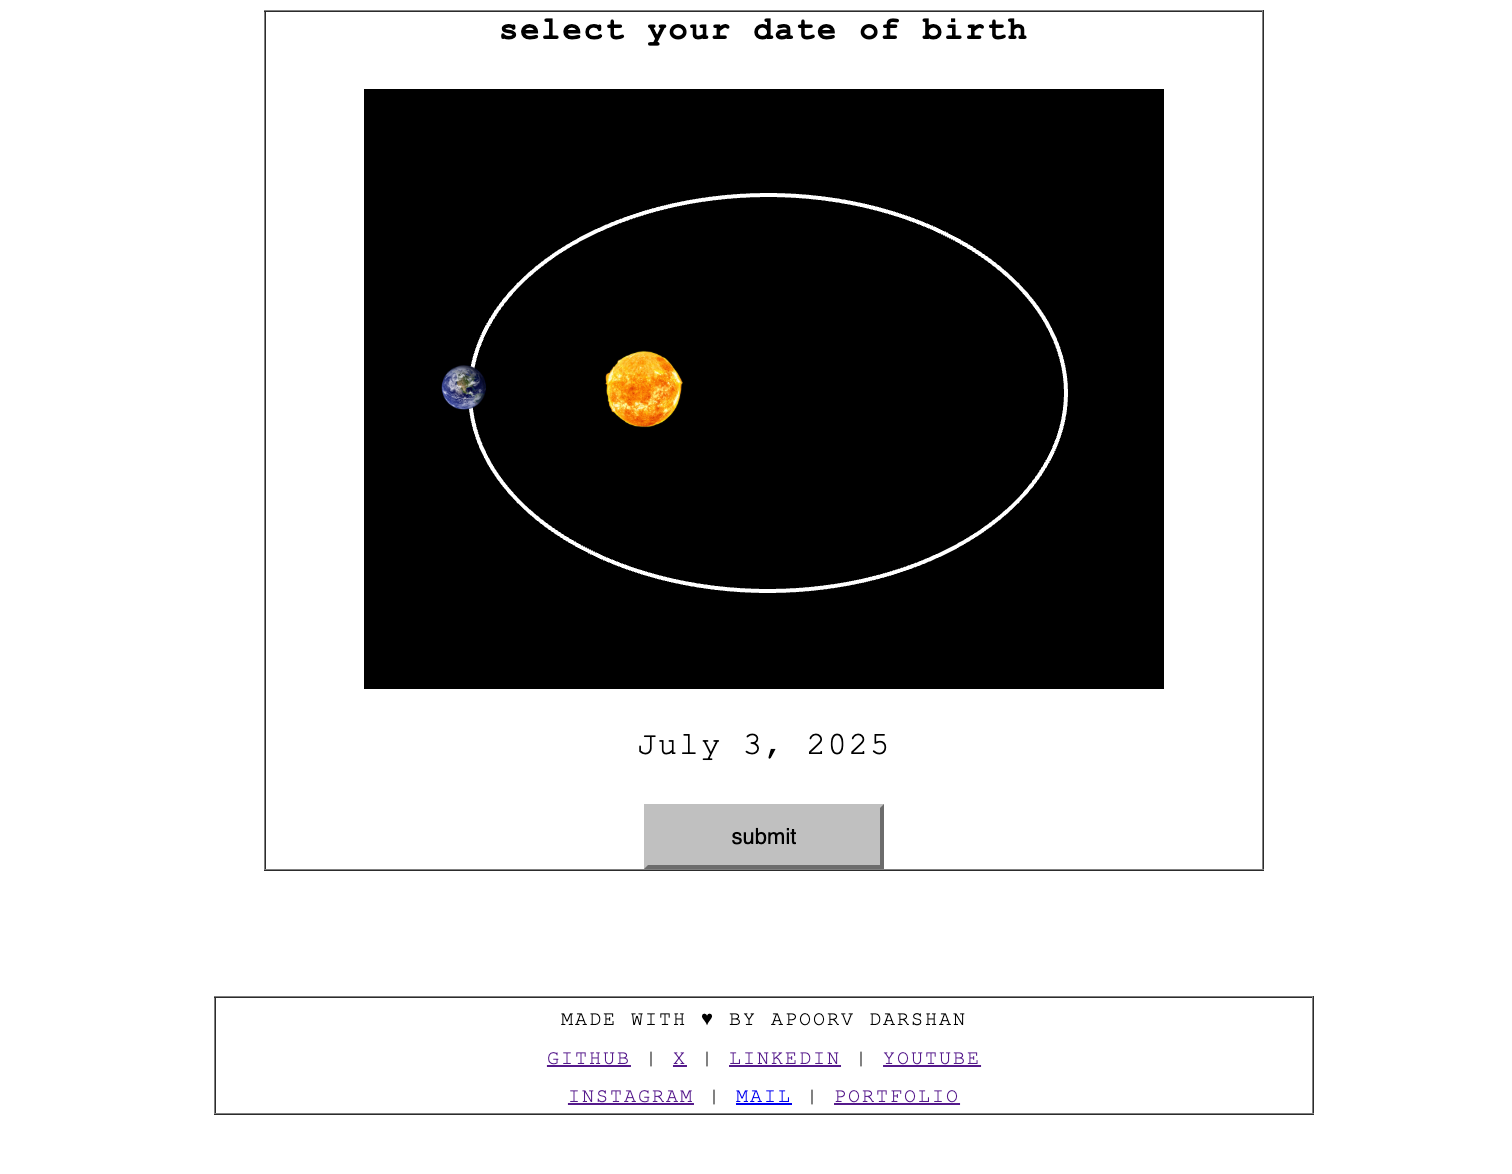 select your date of birth
July 3, 2025
submit
MADE WITH ♥ BY APOORV DARSHAN
GITHUB | X | LINKEDIN | YOUTUBE
INSTAGRAM | MAIL | PORTFOLIO